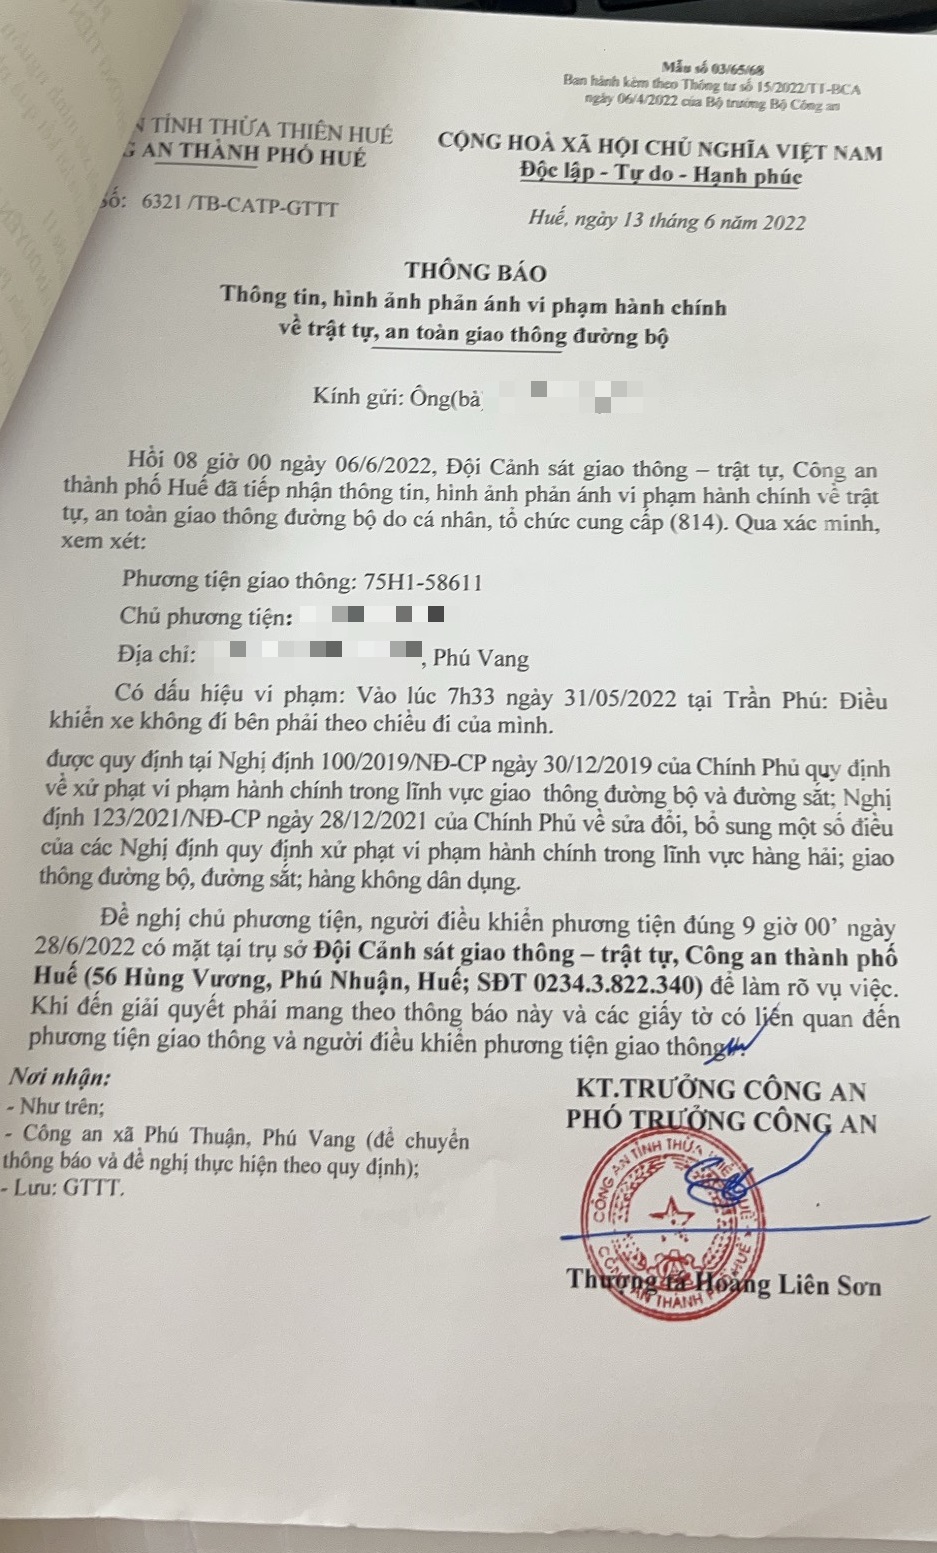 Mẫu số 03/65/68
Ban hành kèm theo Thông tư số 15/2022/TT-BCA
ngày 06/4/2022 của Bộ trưởng Bộ Công an
TỈNH THỪA THIÊN HUẾ
AN THÀNH PHỐ HUẾ
CỘNG HOÀ XÃ HỘI CHỦ NGHĨA VIỆT NAM
Độc lập - Tự do - Hạnh phúc
Số: 6321 /TB-CATP-GTTT
Huế, ngày 13 tháng 6 năm 2022
THÔNG BÁO
Thông tin, hình ảnh phản ánh vi phạm hành chính
về trật tự, an toàn giao thông đường bộ
Kính gửi: Ông(bà
Hồi 08 giờ 00 ngày 06/6/2022, Đội Cảnh sát giao thông – trật tự, Công an
thành phố Huế đã tiếp nhận thông tin, hình ảnh phản ánh vi phạm hành chính về trật
tự, an toàn giao thông đường bộ do cá nhân, tổ chức cung cấp (814). Qua xác minh,
xem xét:
Phương tiện giao thông: 75H1-58611
Chủ phương tiện:
Địa chỉ: , Phú Vang
Có dấu hiệu vi phạm: Vào lúc 7h33 ngày 31/05/2022 tại Trần Phú: Điều
khiển xe không đi bên phải theo chiều đi của mình.
được quy định tại Nghị định 100/2019/NĐ-CP ngày 30/12/2019 của Chính Phủ quy định
về xử phạt vi phạm hành chính trong lĩnh vực giao thông đường bộ và đường sắt; Nghị
định 123/2021/NĐ-CP ngày 28/12/2021 của Chính Phủ về sửa đổi, bổ sung một số điều
của các Nghị định quy định xử phạt vi phạm hành chính trong lĩnh vực hàng hải; giao
thông đường bộ, đường sắt; hàng không dân dụng.
Đề nghị chủ phương tiện, người điều khiển phương tiện đúng 9 giờ 00’ ngày
28/6/2022 có mặt tại trụ sở Đội Cảnh sát giao thông – trật tự, Công an thành phố
Huế (56 Hùng Vương, Phú Nhuận, Huế; SĐT 0234.3.822.340) để làm rõ vụ việc.
Khi đến giải quyết phải mang theo thông báo này và các giấy tờ có liên quan đến
phương tiện giao thông và người điều khiển phương tiện giao thông
Nơi nhận:
- Như trên;
- Công an xã Phú Thuận, Phú Vang (để chuyển
thông báo và đề nghị thực hiện theo quy định);
- Lưu: GTTT.
KT.TRƯỞNG CÔNG AN
PHÓ TRƯỞNG CÔNG AN
CÔNG AN TỈNH THỪA THIÊN HUẾ
CÔNG AN THÀNH PHỐ HUẾ
Thượng tá Hoàng Liên Sơn